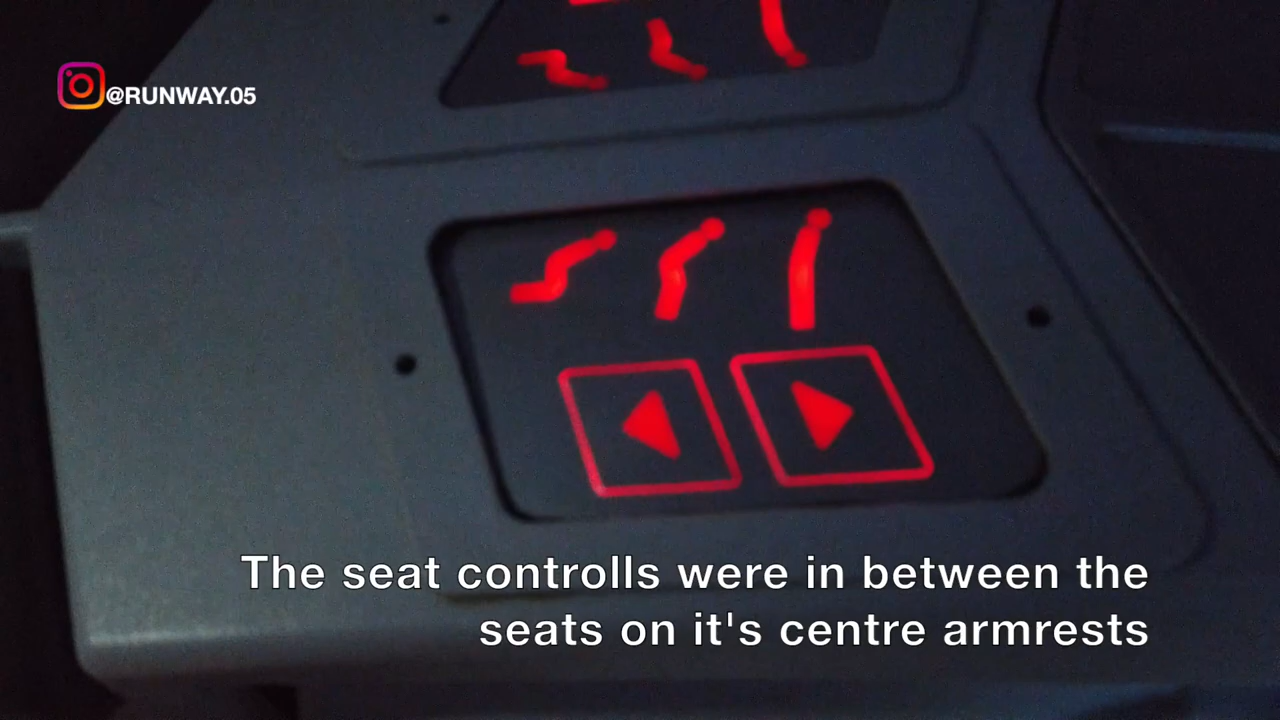 @RUNWAY.05
The seat controlls were in between the
seats on it's centre armrests